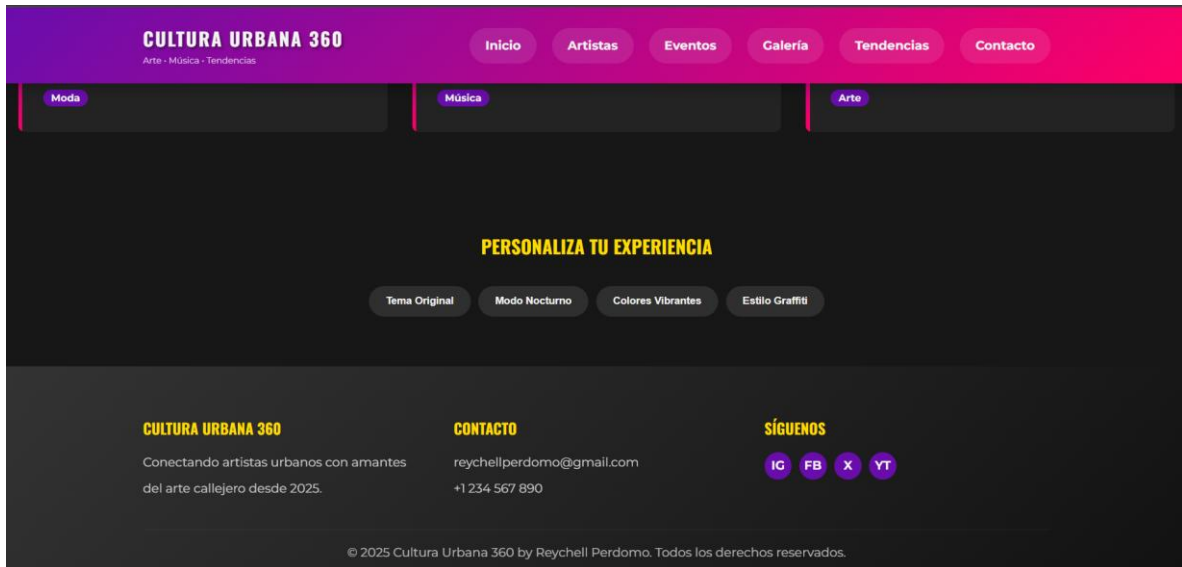 CULTURA URBANA 360
Arte - Música - Tendencias
Inicio Artistas Eventos Galería Tendencias Contacto
Moda Música Arte
PERSONALIZA TU EXPERIENCIA
Tema Original Modo Nocturno Colores Vibrantes Estilo Graffiti
CULTURA URBANA 360
Conectando artistas urbanos con amantes
del arte callejero desde 2025.
CONTACTO
reychellperdomo@gmail.com
+1 234 567 890
SÍGUENOS
IG FB X YT
© 2025 Cultura Urbana 360 by Reychell Perdomo. Todos los derechos reservados.